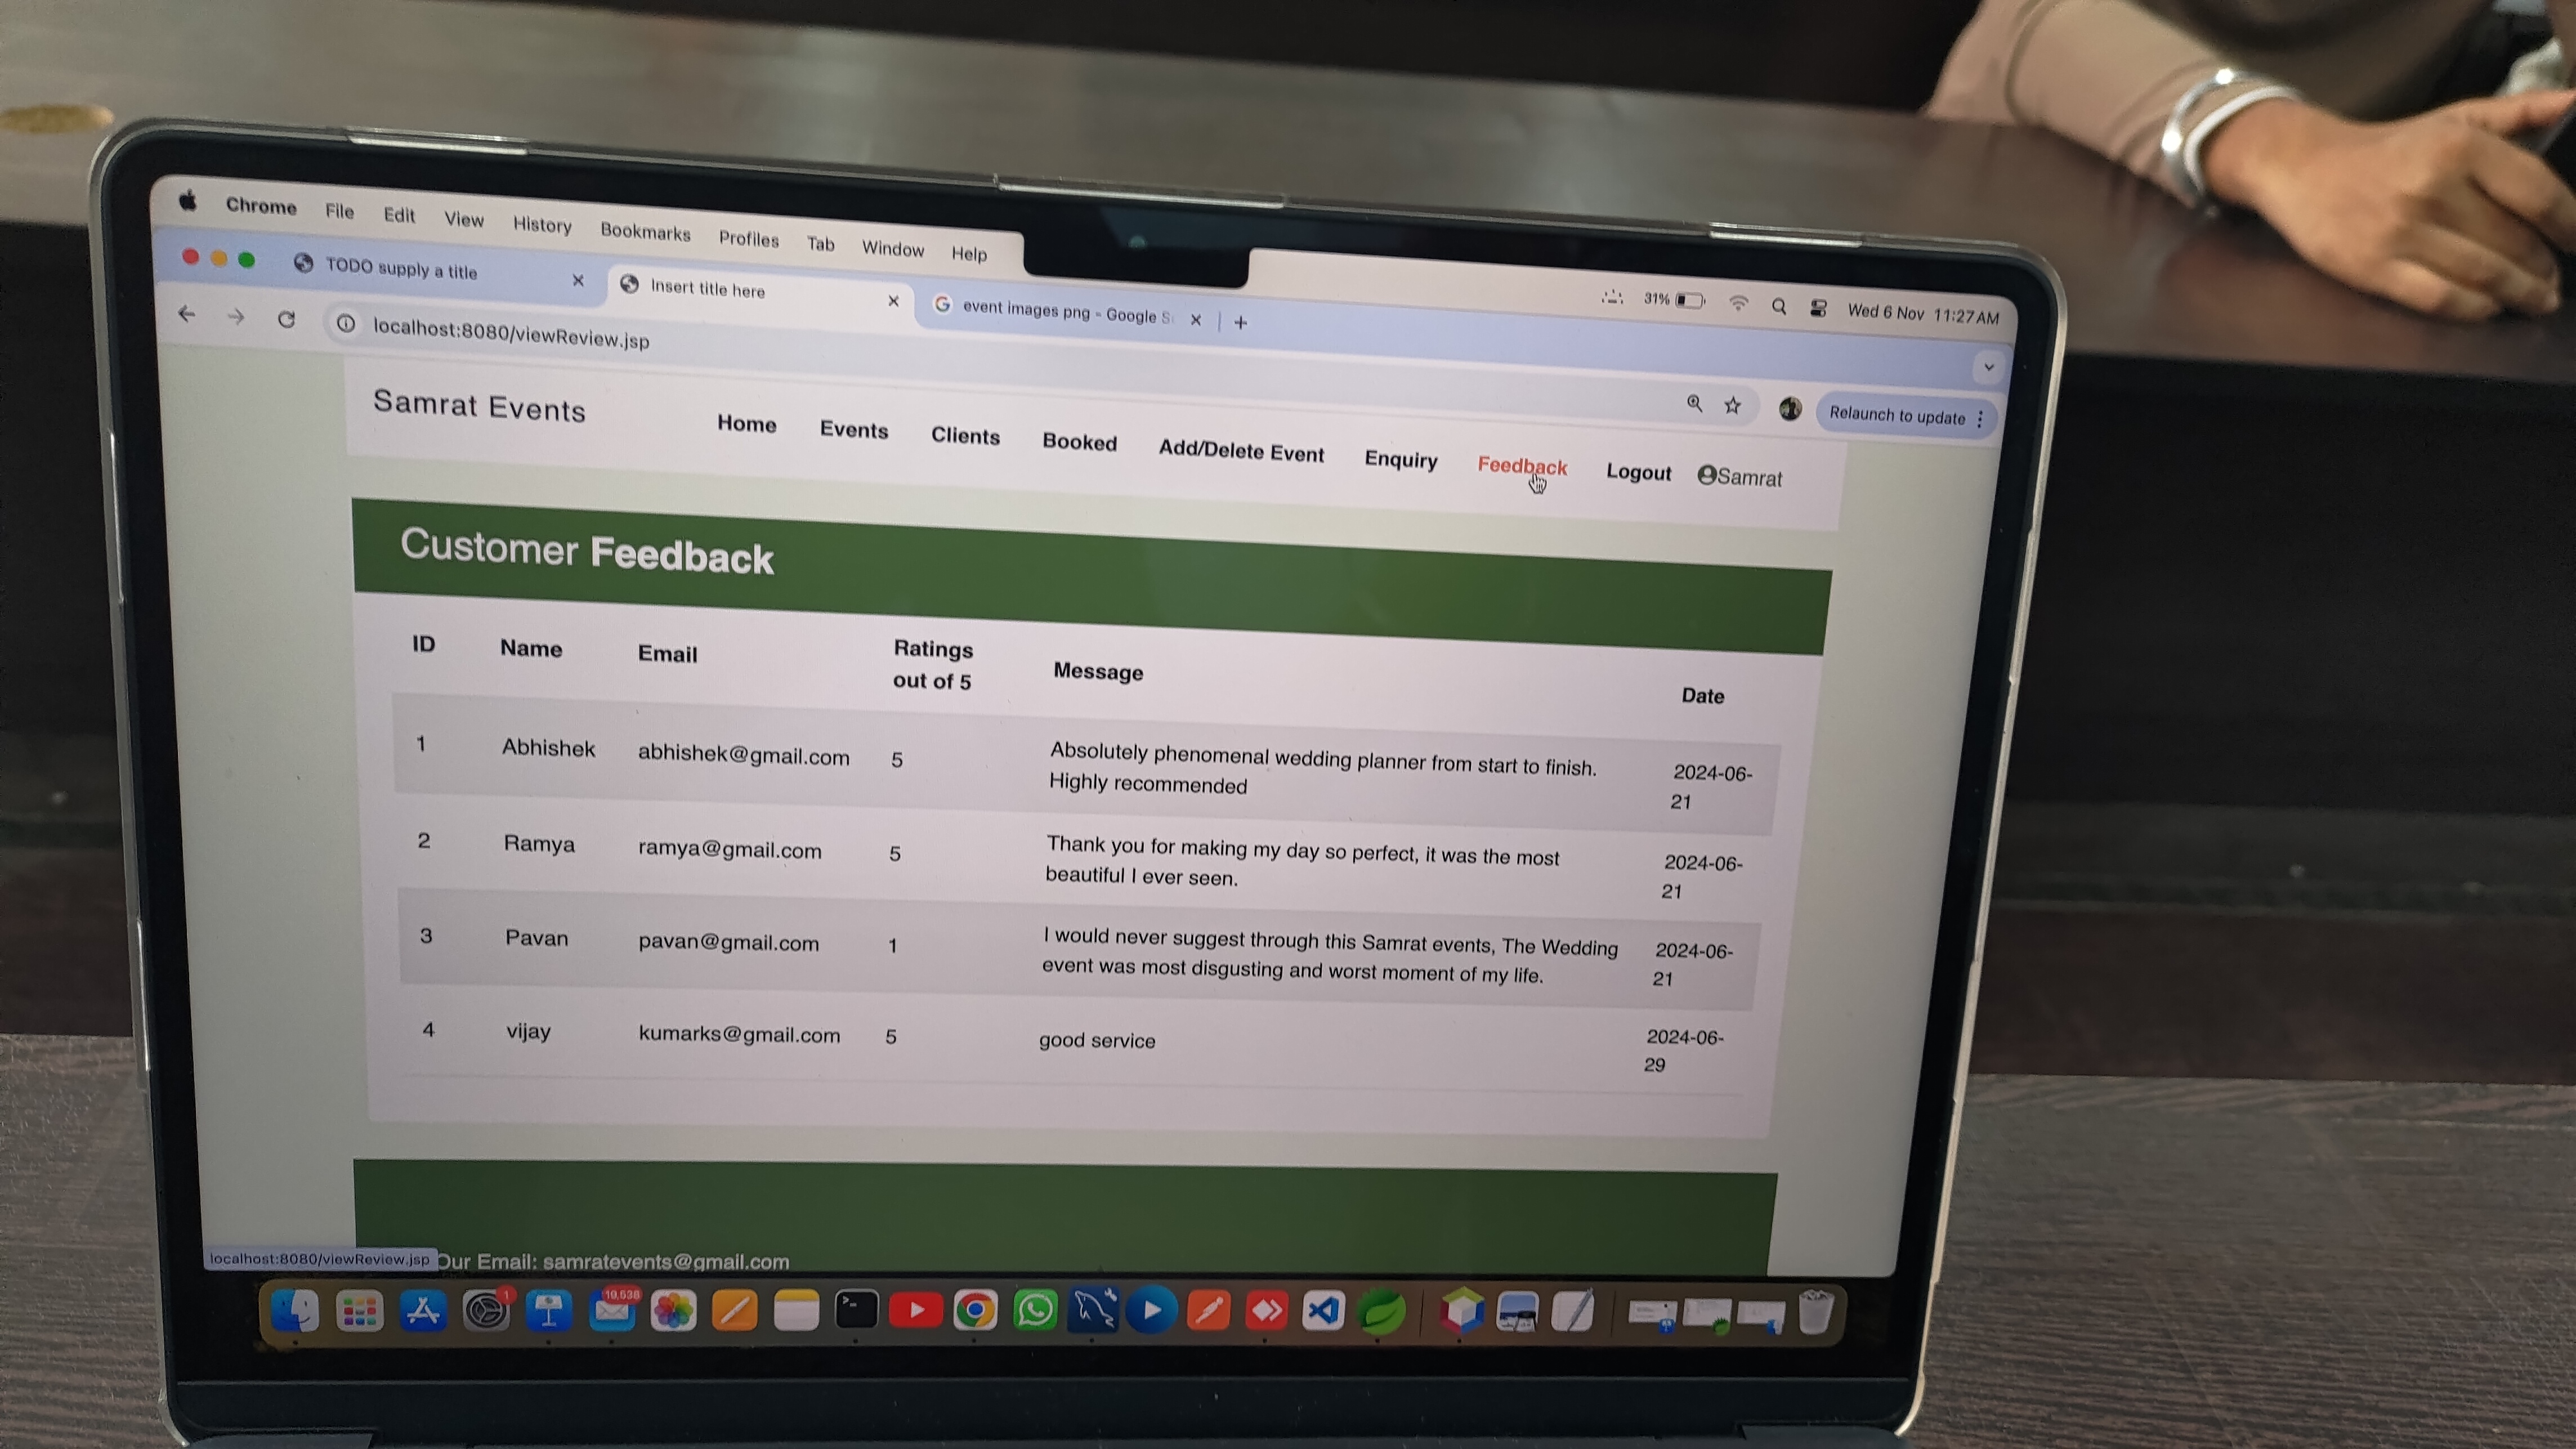 Chrome File Edit View History Bookmarks Profiles Tab Window Help
31% Wed 6 Nov 11:27 AM
TODO supply a title
Insert title here
event images png - Google S
localhost:8080/viewReview.jsp
Relaunch to update
Samrat Events
Home Events Clients Booked Add/Delete Event Enquiry Feedback Logout Samrat
Customer Feedback
ID Name Email Ratings out of 5 Message Date
1 Abhishek abhishek@gmail.com 5 Absolutely phenomenal wedding planner from start to finish. 2024-06-
Highly recommended 21
2 Ramya ramya@gmail.com 5 Thank you for making my day so perfect, it was the most 2024-06-
beautiful I ever seen. 21
3 Pavan pavan@gmail.com 1 I would never suggest through this Samrat events, The Wedding 2024-06-
event was most disgusting and worst moment of my life. 21
4 vijay kumarks@gmail.com 5 good service 2024-06-
29
localhost:8080/viewReview.jsp
Our Email: samratevents@gmail.com
1
19,538